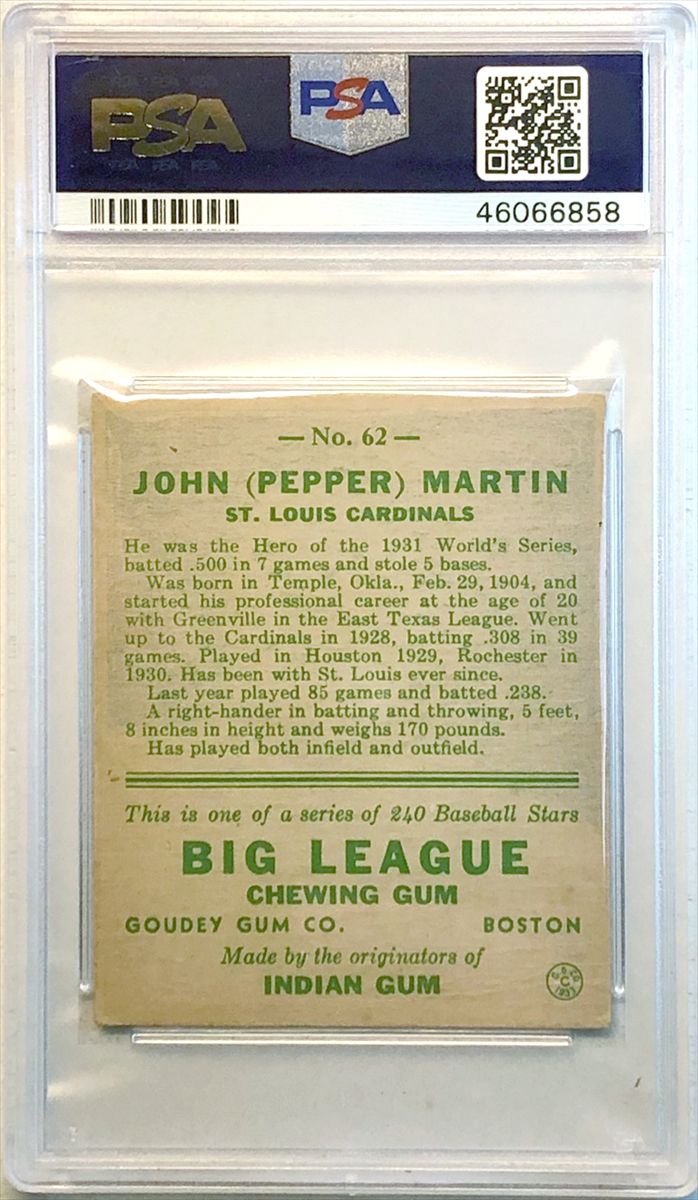 PSA
PSA
PSA PSA PSA
46066858
— No. 62 —
JOHN (PEPPER) MARTIN
ST. LOUIS CARDINALS
He was the Hero of the 1931 World's Series,
batted .500 in 7 games and stole 5 bases.
Was born in Temple, Okla., Feb. 29, 1904, and
started his professional career at the age of 20
with Greenville in the East Texas League. Went
up to the Cardinals in 1928, batting .308 in 39
games. Played in Houston 1929, Rochester in
1930. Has been with St. Louis ever since.
Last year played 85 games and batted .238.
A right-hander in batting and throwing, 5 feet,
8 inches in height and weighs 170 pounds.
Has played both infield and outfield.
This is one of a series of 240 Baseball Stars
BIG LEAGUE
CHEWING GUM
GOUDEY GUM CO. BOSTON
Made by the originators of
INDIAN GUM
C